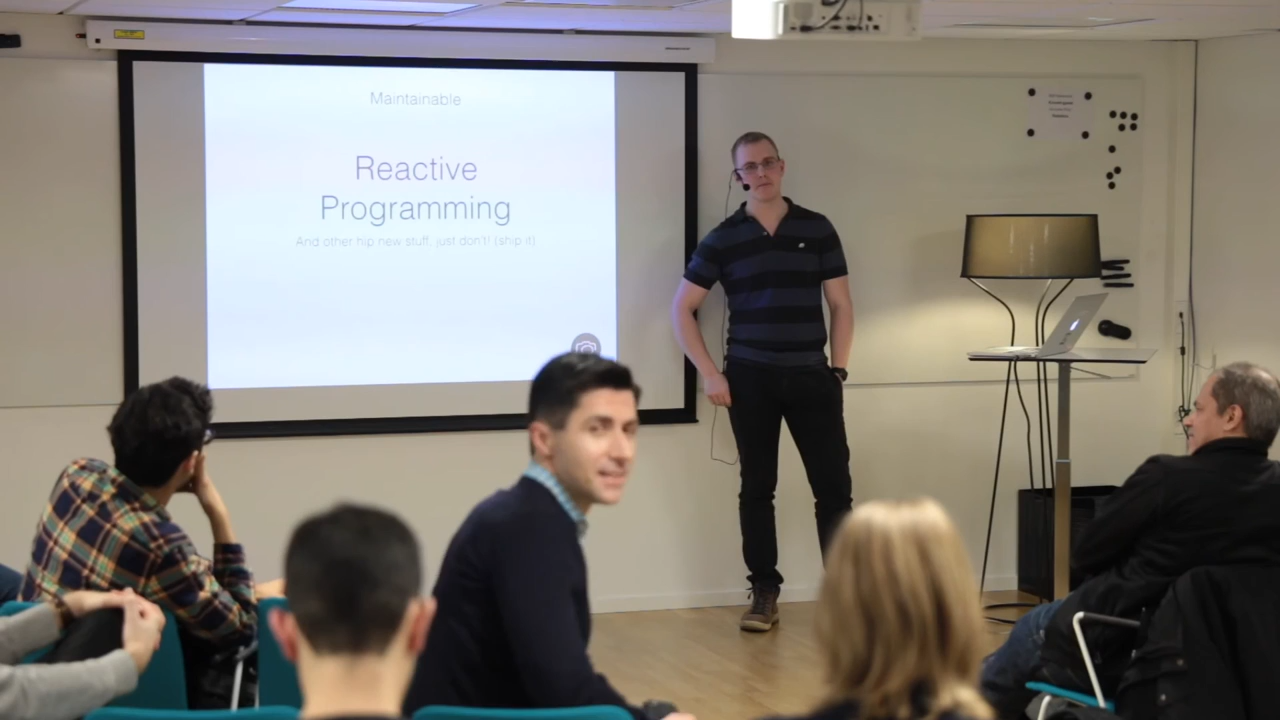 Maintainable
Reactive
Programming
And other hip new stuff, just don't! (ship it)